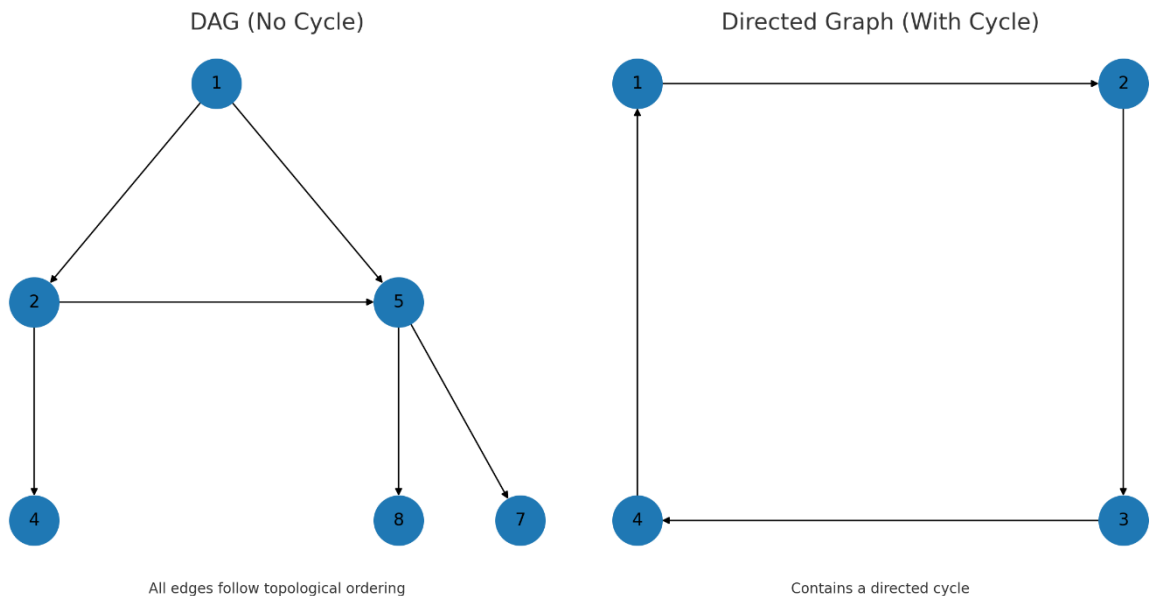 DAG (No Cycle)
1
2
5
4
8
7
All edges follow topological ordering
Directed Graph (With Cycle)
1
2
4
3
Contains a directed cycle